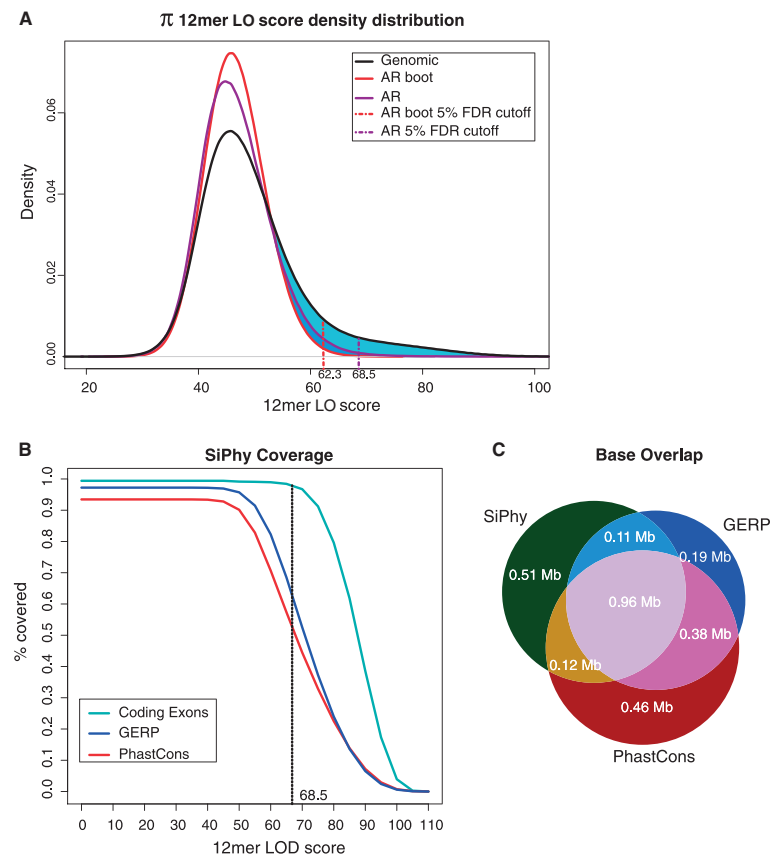 A
π 12mer LO score density distribution
Genomic
AR boot
AR
AR boot 5% FDR cutoff
AR 5% FDR cutoff
Density
0.06
0.04
0.02
0.00
20
40
60
80
100
62.3
68.5
12mer LO score
B
SiPhy Coverage
% covered
1.0
0.9
0.8
0.7
0.6
0.5
0.4
0.3
0.2
0.1
0.0
Coding Exons
GERP
PhastCons
68.5
0 10 20 30 40 50 60 70 80 90 100 110
12mer LOD score
C
Base Overlap
SiPhy
GERP
0.11 Mb
0.19 Mb
0.51 Mb
0.96 Mb
0.38 Mb
0.12 Mb
0.46 Mb
PhastCons